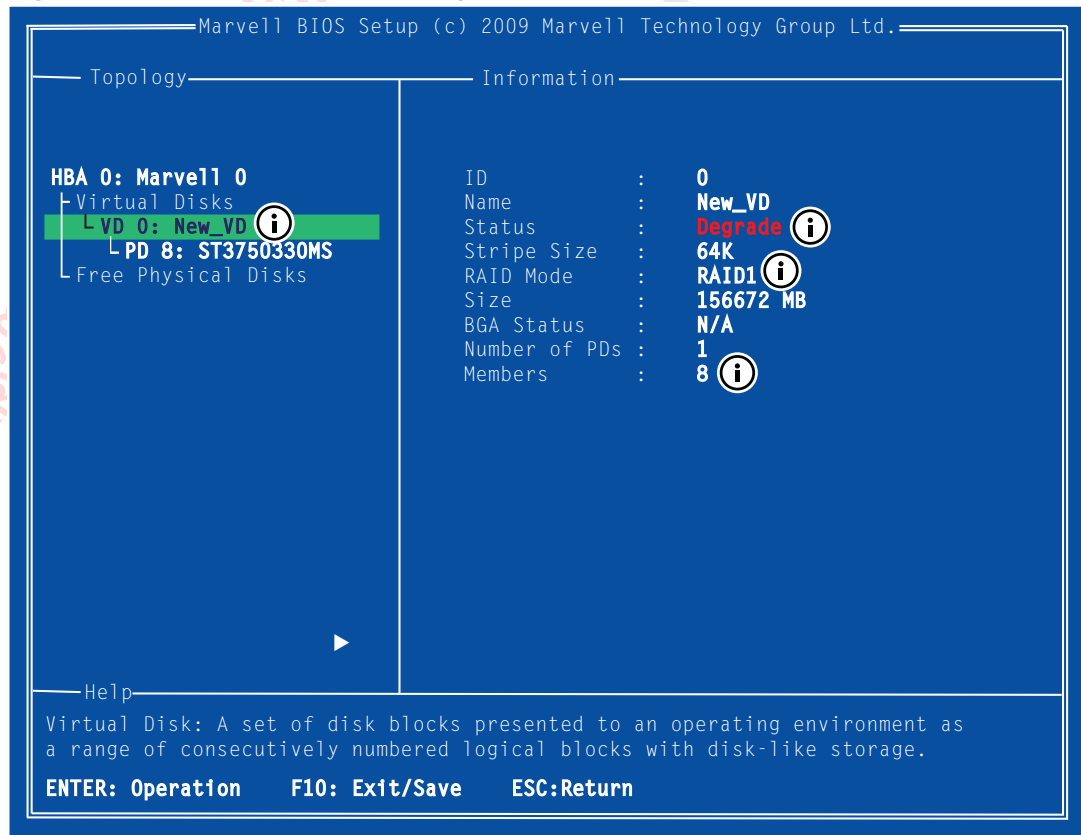 Marvell BIOS Setup (c) 2009 Marvell Technology Group Ltd.
Topology
HBA 0: Marvell 0
Virtual Disks
VD 0: New_VD
PD 8: ST3750330MS
Free Physical Disks
Information
ID : 0
Name : New_VD
Status : Degrade
Stripe Size : 64K
RAID Mode : RAID1
Size : 156672 MB
BGA Status : N/A
Number of PDs : 1
Members : 8
Help
Virtual Disk: A set of disk blocks presented to an operating environment as
a range of consecutively numbered logical blocks with disk-like storage.
ENTER: Operation F10: Exit/Save ESC:Return